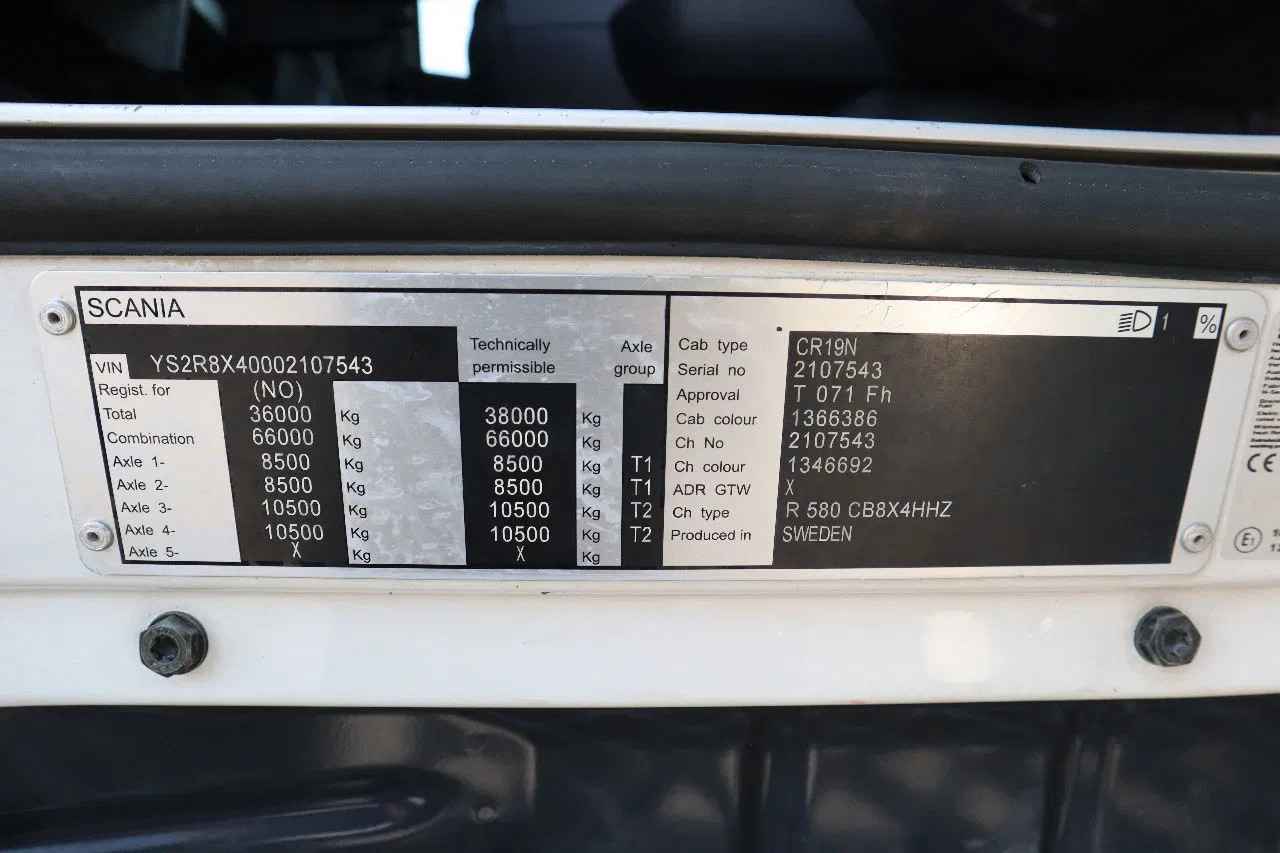 SCANIA
1 %
VIN YS2R8X40002107543
Technically permissible
Axle group
Regist. for (NO)
Total 36000 Kg 38000 Kg
Combination 66000 Kg 66000 Kg
Axle 1- 8500 Kg 8500 Kg T1
Axle 2- 8500 Kg 8500 Kg T1
Axle 3- 10500 Kg 10500 Kg T2
Axle 4- 10500 Kg 10500 Kg T2
Axle 5- X Kg X Kg
Cab type CR19N
Serial no 2107543
Approval T 071 Fh
Cab colour 1366386
Ch No 2107543
Ch colour 1346692
ADR GTW X
Ch type R 580 CB8X4HHZ
Produced in SWEDEN
CE
E1